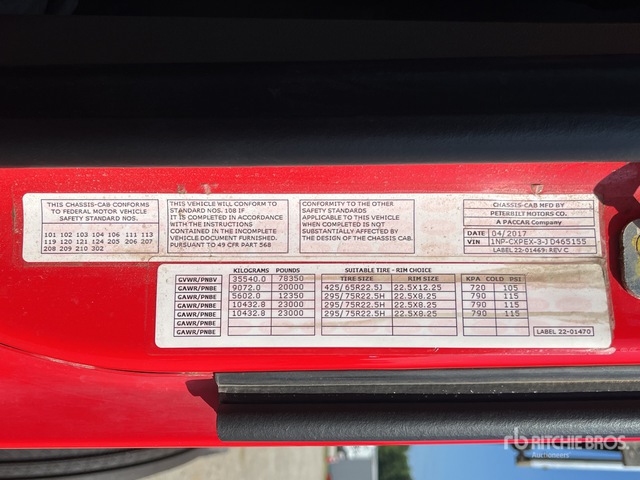 THIS CHASSIS-CAB CONFORMS
TO FEDERAL MOTOR VEHICLE
SAFETY STANDARD NOS.
101 102 103 104 106 111 113
119 120 121 124 205 206 207
208 209 210 302
THIS VEHICLE WILL CONFORM TO
STANDARD NOS. 108 IF
IT IS COMPLETED IN ACCORDANCE
WITH THE INSTRUCTIONS
CONTAINED IN THE INCOMPLETE
VEHICLE DOCUMENT FURNISHED.
PURSUANT TO 49 CFR PART 568
CONFORMITY TO THE OTHER
SAFETY STANDARDS
APPLICABLE TO THIS VEHICLE
WHEN COMPLETED IS NOT
SUBSTANTIALLY AFFECTED BY
THE DESIGN OF THE CHASSIS CAB.
CHASSIS-CAB MFD BY
PETERBILT MOTORS CO.
A PACCAR Company
DATE 04/2017
VIN 1NP-CXPEX-3-JD465155
LABEL 22-01469: REV C
KILOGRAMS POUNDS SUITABLE TIRE - RIM CHOICE
GVWR/PNBV 35540.0 78350 TIRE SIZE RIM SIZE KPA COLD PSI
GAWR/PNBE 9072.0 20000 425/65R22.5J 22.5X12.25 720 105
GAWR/PNBE 5602.0 12350 295/75R22.5H 22.5X8.25 790 115
GAWR/PNBE 10432.8 23000 295/75R22.5H 22.5X8.25 790 115
GAWR/PNBE 10432.8 23000 295/75R22.5H 22.5X8.25 790 115
GAWR/PNBE
GAWR/PNBE LABEL 22-01470
rb RITCHIE BROS.
Auctioneers